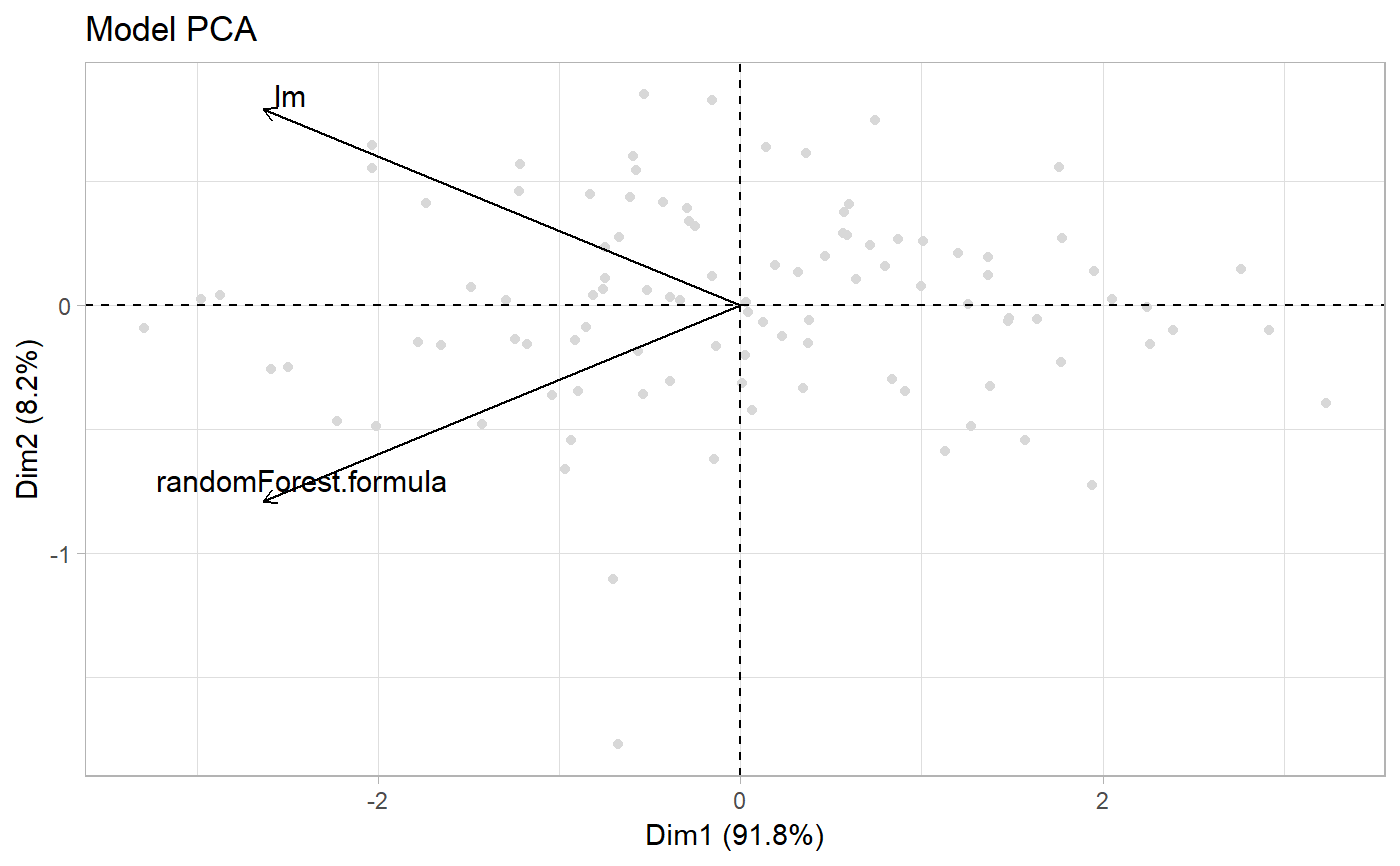 Model PCA
lm
0
randomForest.formula
-1
-2
0
2
Dim1 (91.8%)
Dim2 (8.2%)